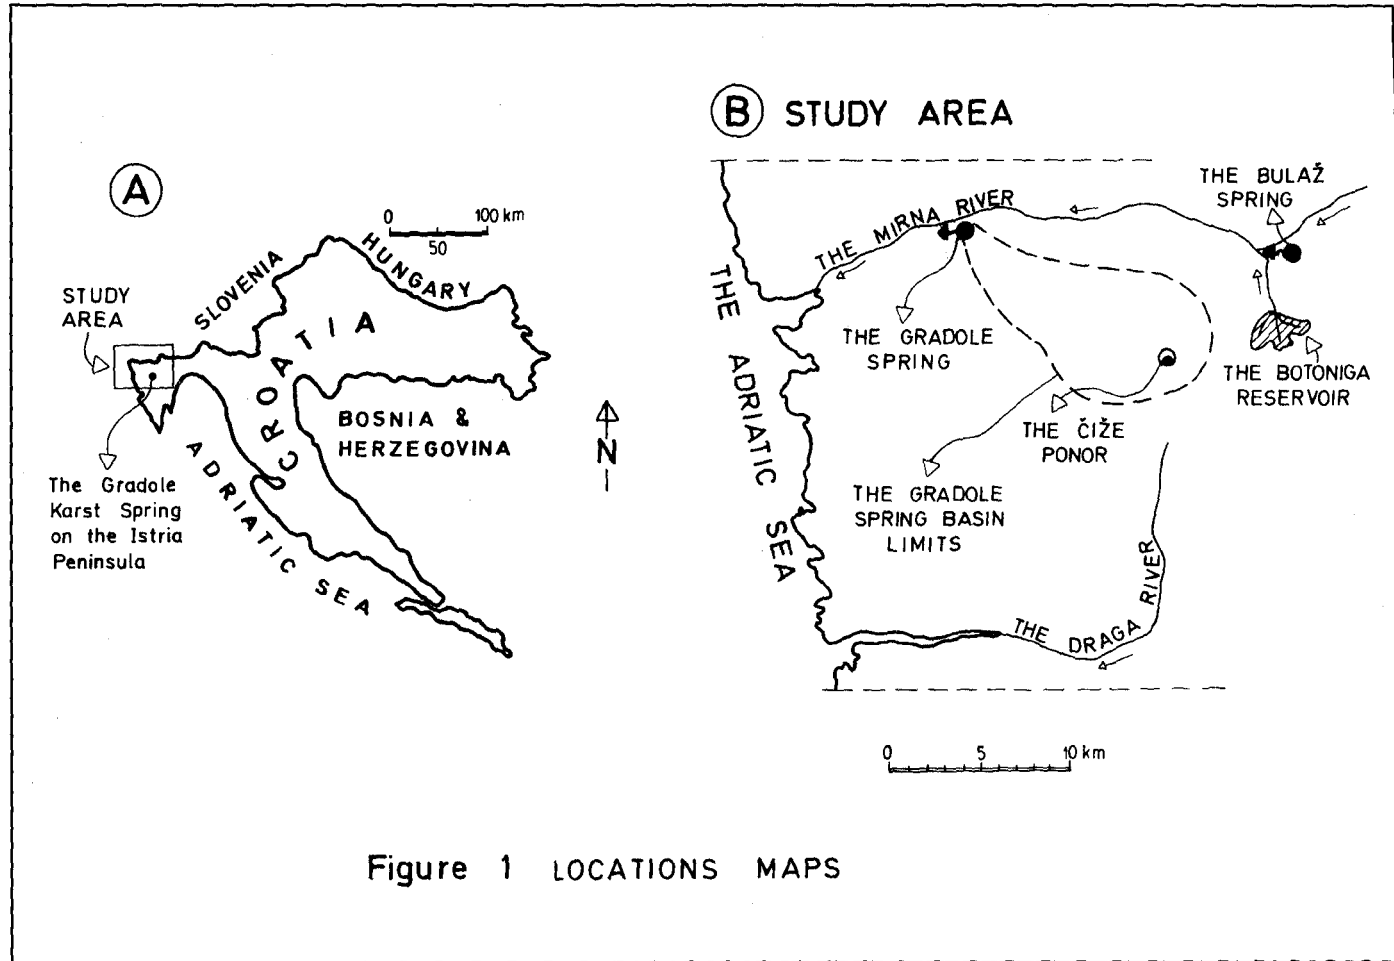 A
0 100 km
50
SLOVENIA
HUNGARY
STUDY
AREA
CROATIA
BOSNIA &
HERZEGOVINA
N
ADRIATIC SEA
The Gradole
Karst Spring
on the Istria
Peninsula
B STUDY AREA
THE BULAŽ
SPRING
THE MIRNA RIVER
THE ADRIATIC SEA
THE GRADOLE
SPRING
THE BOTONIGA
RESERVOIR
THE ČIŽE
PONOR
THE GRADOLE
SPRING BASIN
LIMITS
THE DRAGA RIVER
0 5 10 km
Figure 1 LOCATIONS MAPS